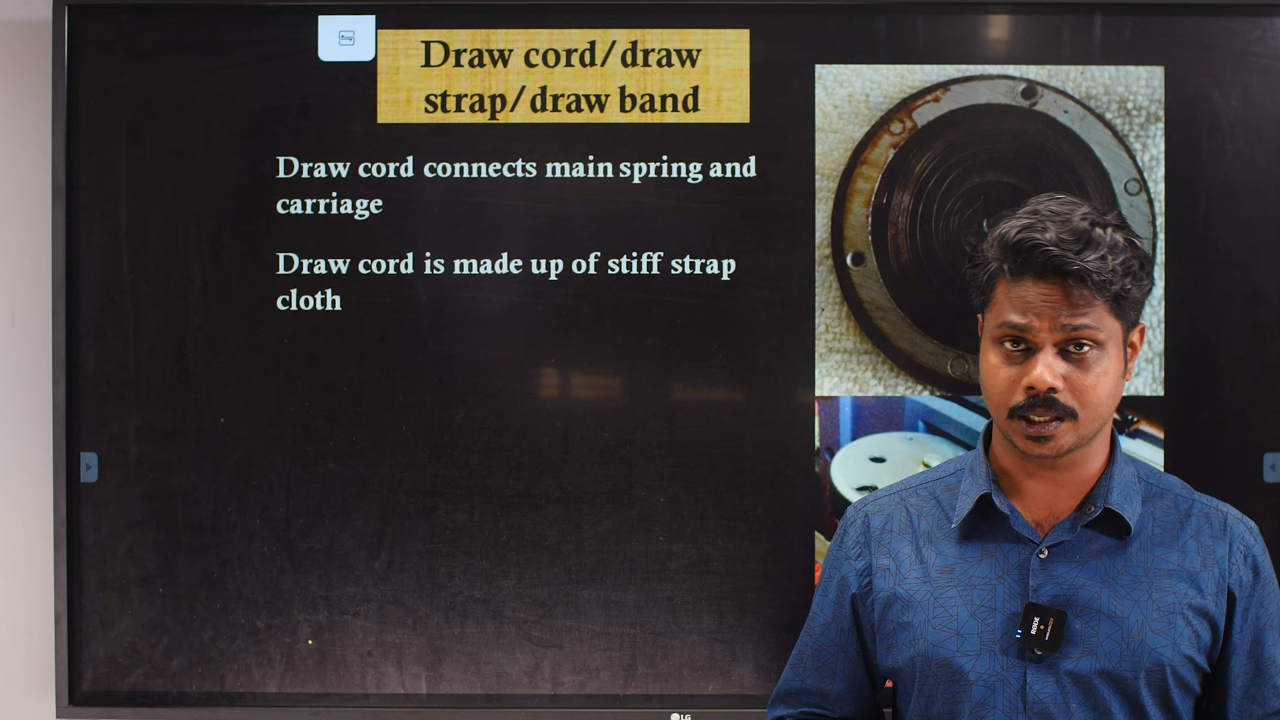 Draw cord/draw
strap/draw band
Draw cord connects main spring and
carriage
Draw cord is made up of stiff strap
cloth
RODE
LG